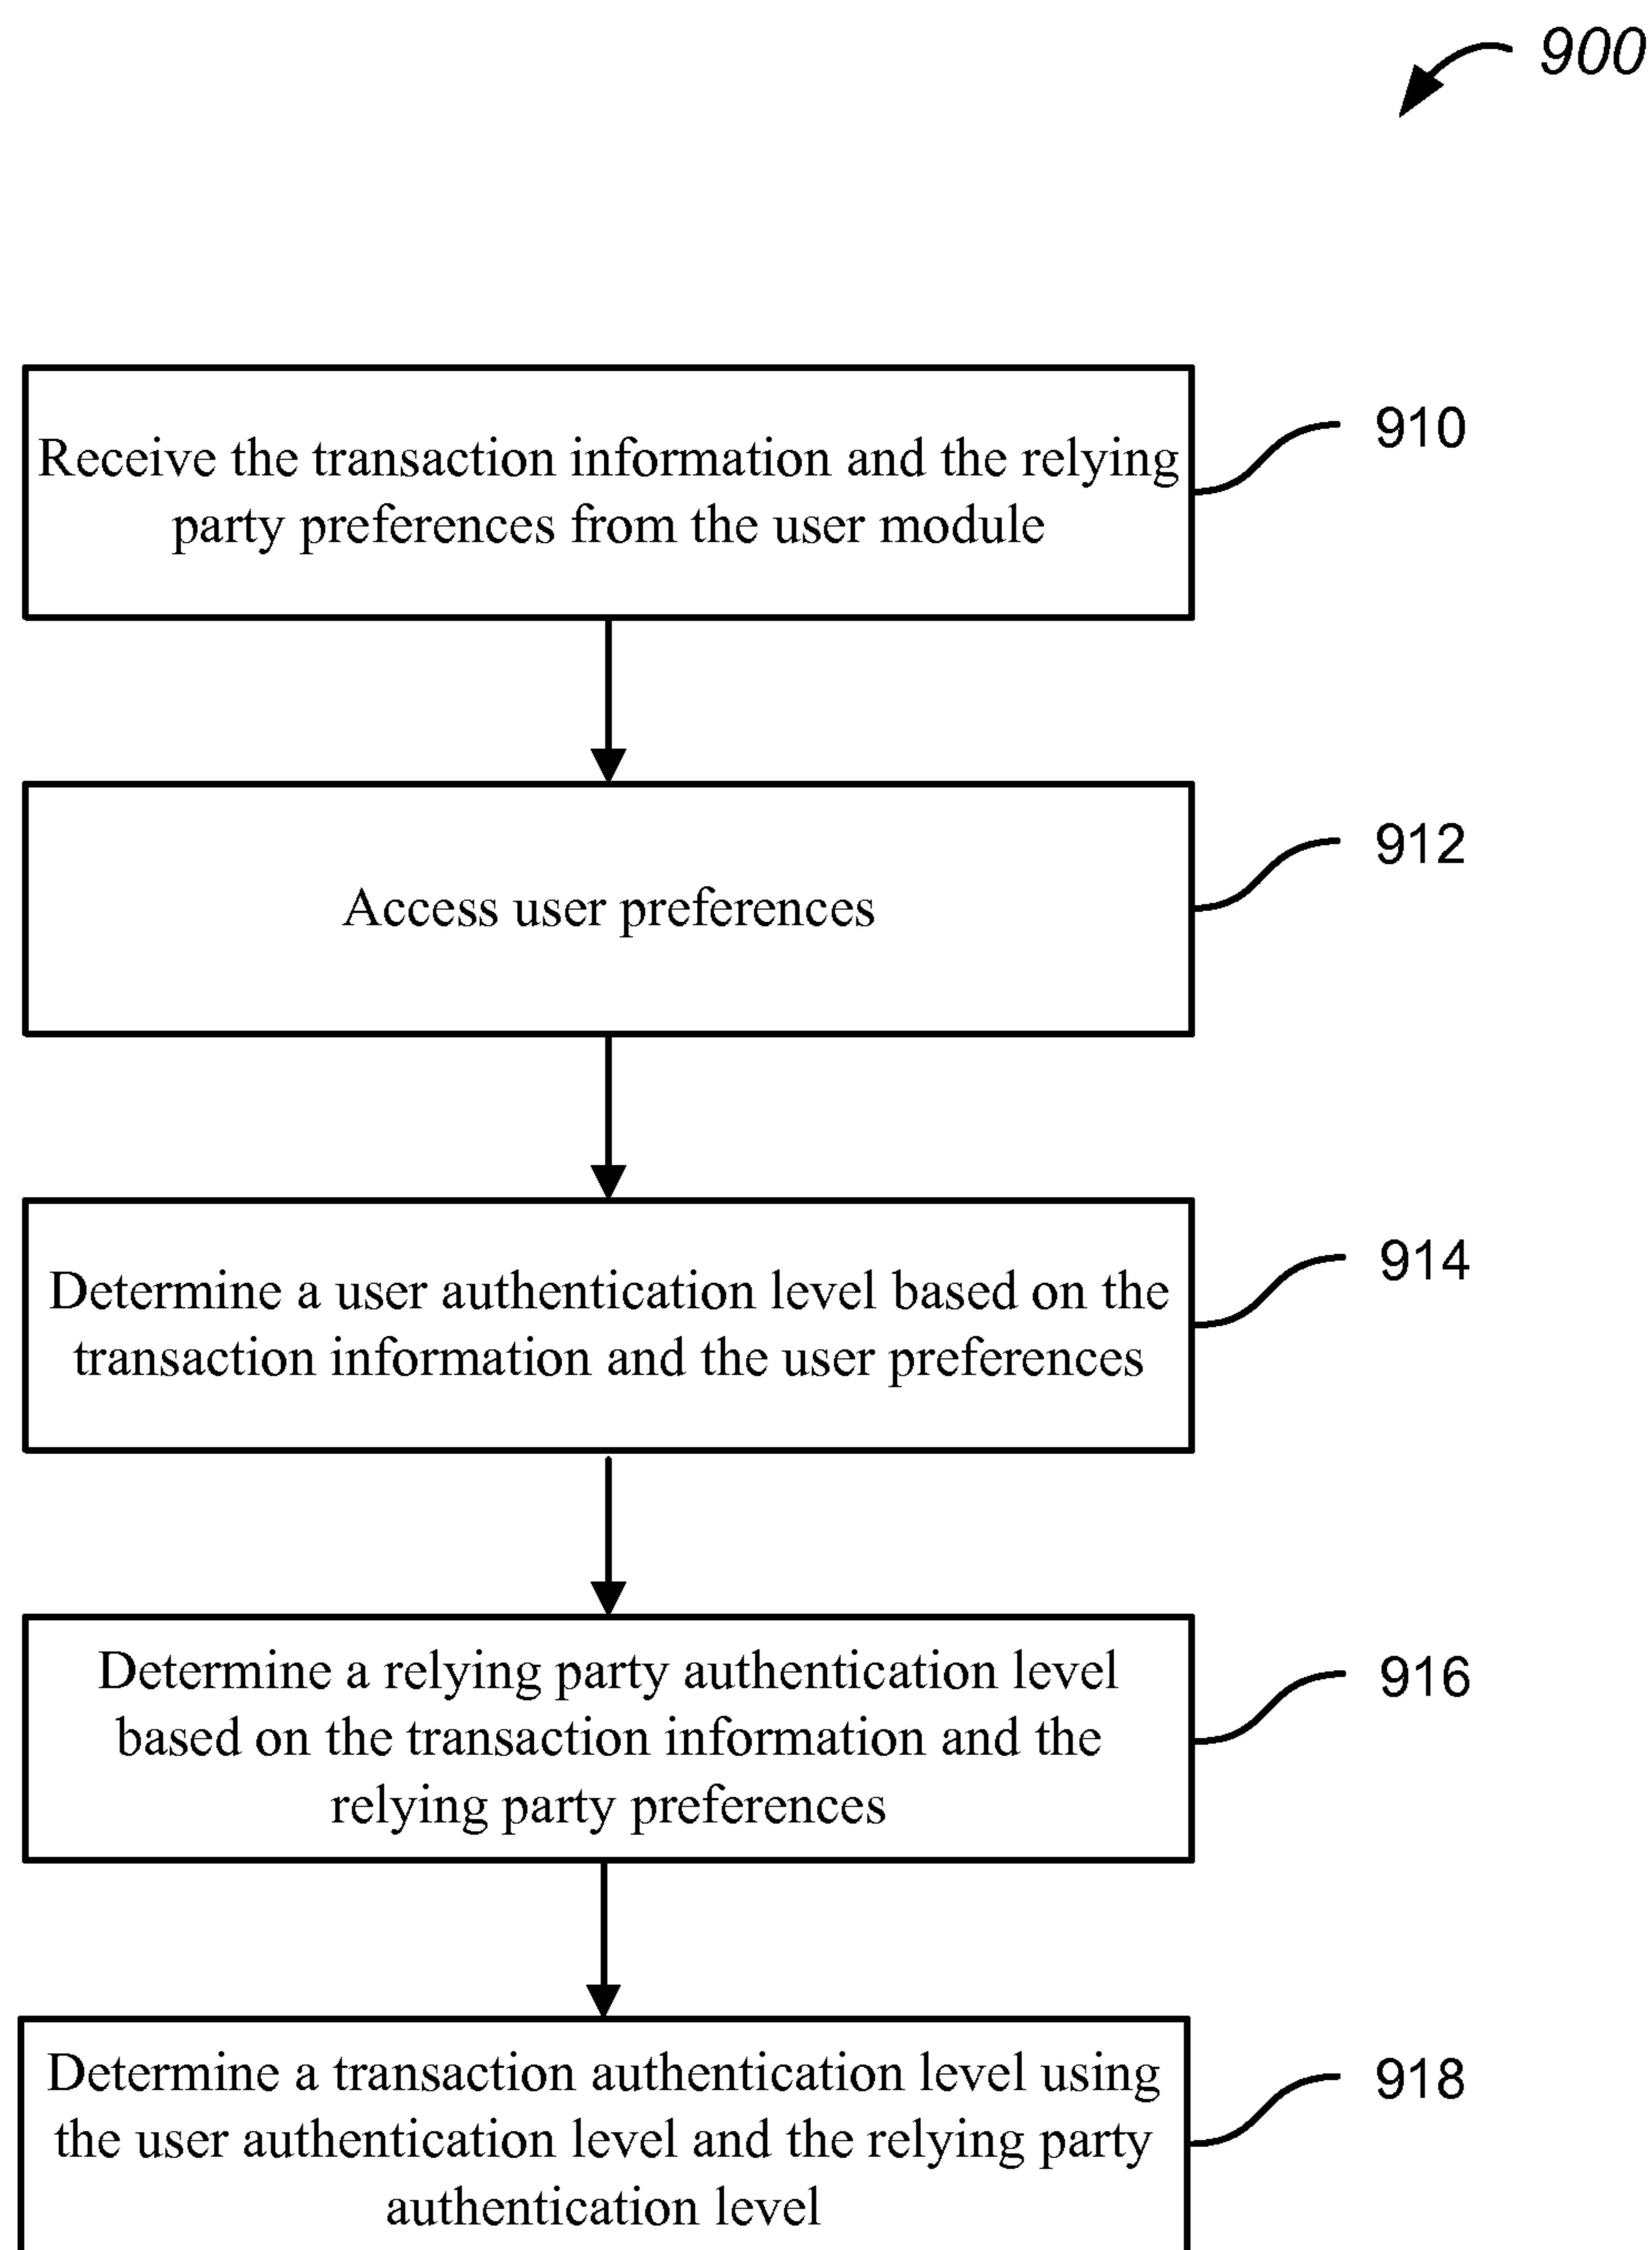 900
Receive the transaction information and the relying
party preferences from the user module
910
Access user preferences
912
Determine a user authentication level based on the
transaction information and the user preferences
914
Determine a relying party authentication level
based on the transaction information and the
relying party preferences
916
Determine a transaction authentication level using
the user authentication level and the relying party
authentication level
918